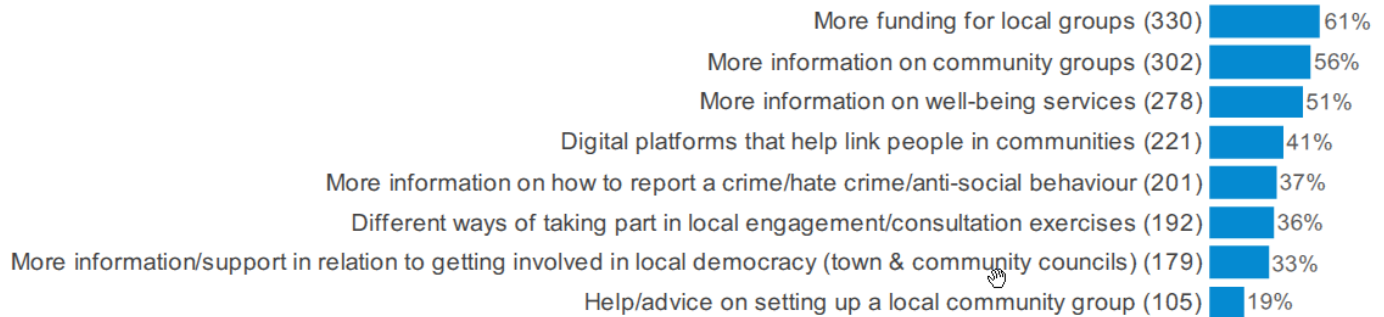 More funding for local groups (330) 61%
More information on community groups (302) 56%
More information on well-being services (278) 51%
Digital platforms that help link people in communities (221) 41%
More information on how to report a crime/hate crime/anti-social behaviour (201) 37%
Different ways of taking part in local engagement/consultation exercises (192) 36%
More information/support in relation to getting involved in local democracy (town & community councils) (179) 33%
Help/advice on setting up a local community group (105) 19%